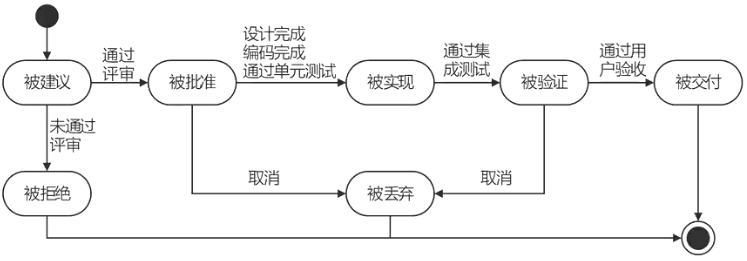 通过
评审
设计完成
编码完成
通过单元测试
通过集
成测试
通过用
户验收
被建议
被批准
被实现
被验证
被交付
未通过
评审
取消
取消
被拒绝
被丢弃